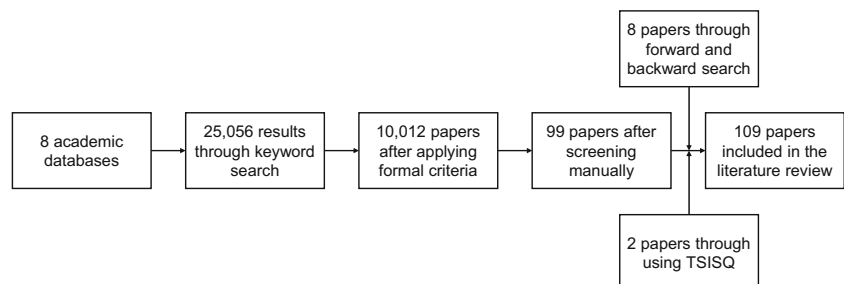 8 papers through
forward and
backward search
8 academic
databases
25,056 results
through keyword
search
10,012 papers
after applying
formal criteria
99 papers after
screening
manually
109 papers
included in the
literature review
2 papers through
using TSISQ